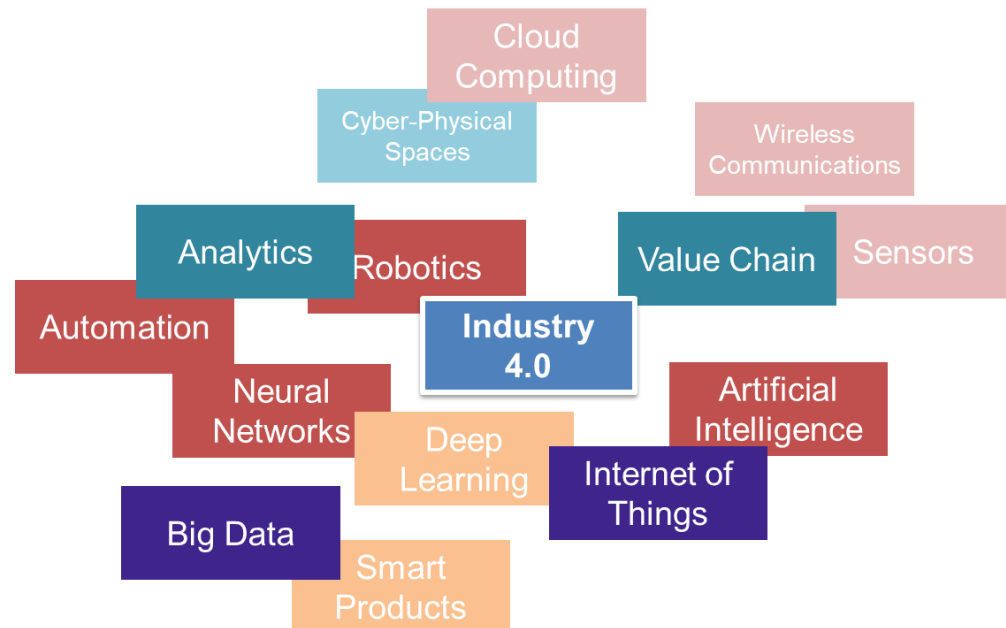 Cloud
Computing
Cyber-Physical
Spaces
Wireless
Communications
Analytics
Robotics
Value Chain
Sensors
Automation
Industry
4.0
Neural
Networks
Artificial
Intelligence
Deep
Learning
Internet of
Things
Big Data
Smart
Products